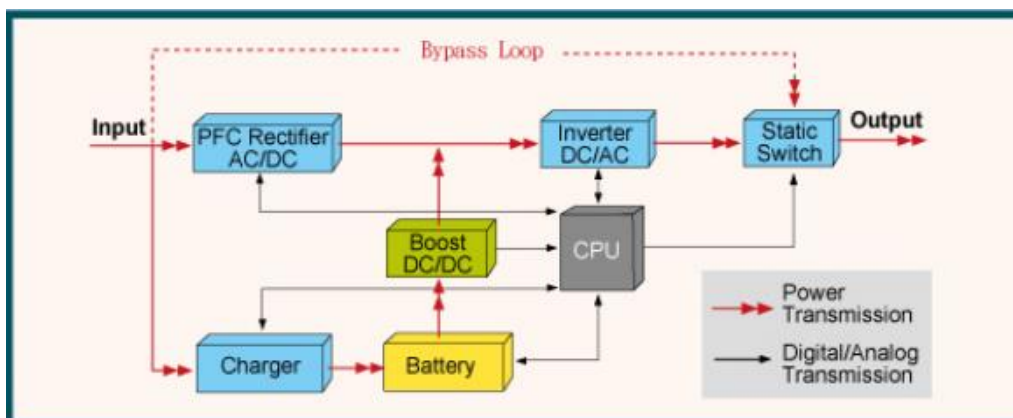 Bypass Loop
Input
PFC Rectifier
AC/DC
Inverter
DC/AC
Static
Switch
Output
Boost
DC/DC
CPU
Charger
Battery
Power
Transmission
Digital/Analog
Transmission